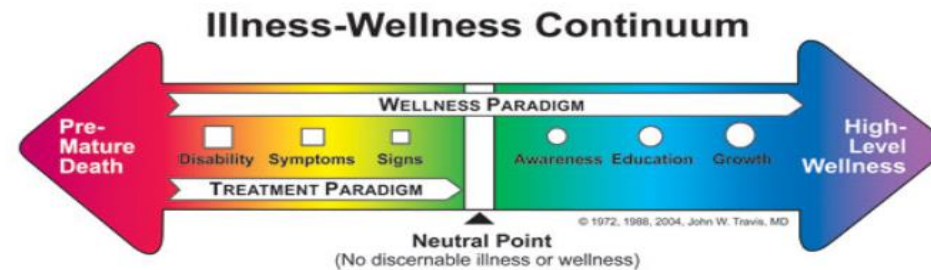 Illness-Wellness Continuum
WELLNESS PARADIGM
Pre-
Mature
Death
Disability Symptoms Signs
Awareness Education Growth
High-
Level
Wellness
TREATMENT PARADIGM
© 1972, 1988, 2004, John W. Travis, MD
Neutral Point
(No discernable illness or wellness)